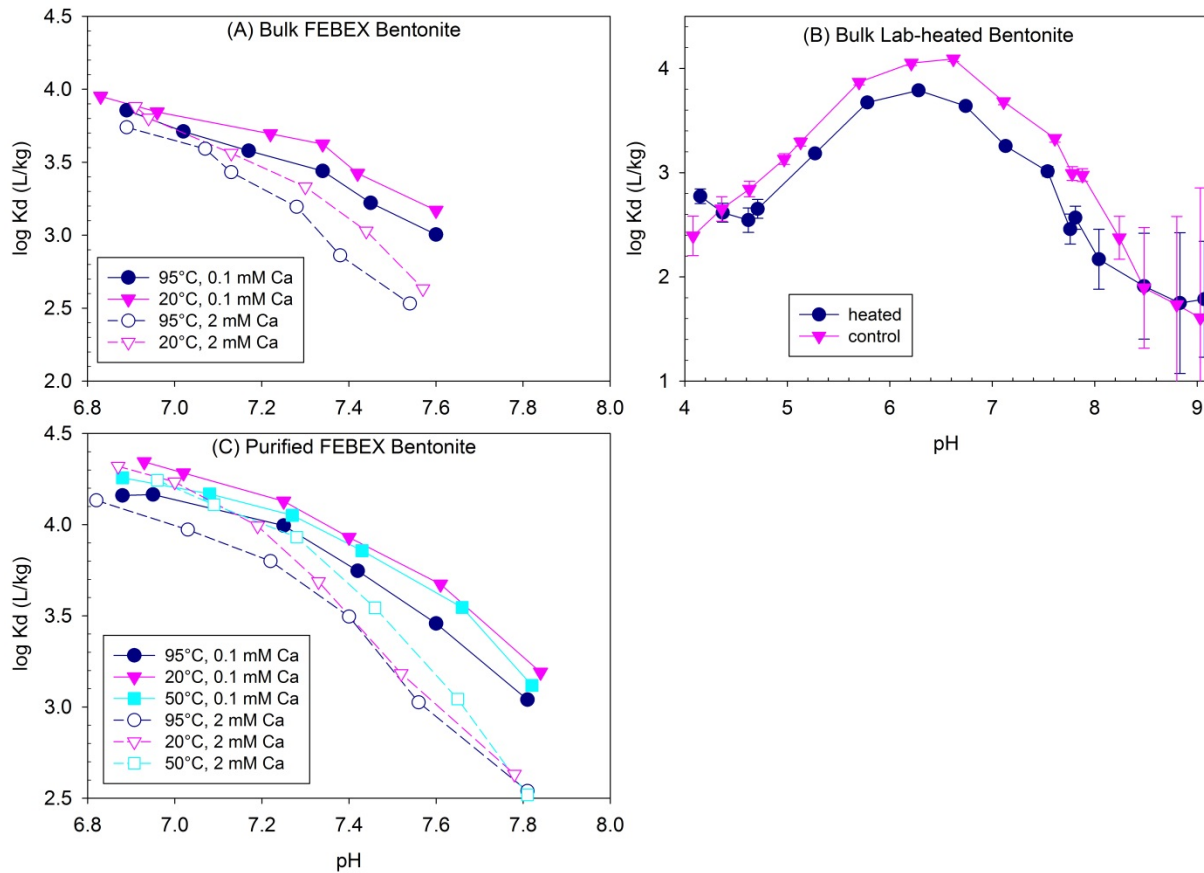 (A) Bulk FEBEX Bentonite
log Kd (L/kg)
4.5
4.0
3.5
3.0
2.5
2.0
95°C, 0.1 mM Ca
20°C, 0.1 mM Ca
95°C, 2 mM Ca
20°C, 2 mM Ca
6.8 7.0 7.2 7.4 7.6 7.8 8.0
(B) Bulk Lab-heated Bentonite
log Kd (L/kg)
4
3
2
1
heated
control
4 5 6 7 8 9
pH
(C) Purified FEBEX Bentonite
log Kd (L/kg)
4.5
4.0
3.5
3.0
2.5
95°C, 0.1 mM Ca
20°C, 0.1 mM Ca
50°C, 0.1 mM Ca
95°C, 2 mM Ca
20°C, 2 mM Ca
50°C, 2 mM Ca
6.8 7.0 7.2 7.4 7.6 7.8 8.0
pH